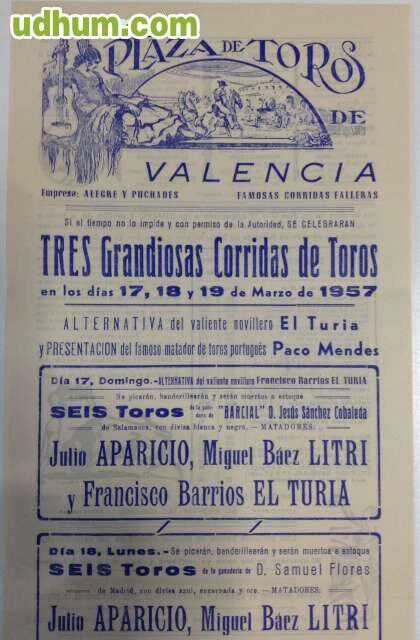 udhum.com
PLAZA DE TOROS
DE
VALENCIA
Empresa: ALEGRE Y PUCHADES FAMOSAS CORRIDAS FALLERAS
Si el tiempo no lo impide y con permiso de la Autoridad, SE CELEBRARAN
TRES Grandiosas Corridas de Toros
en los días 17, 18 y 19 de Marzo de 1957
ALTERNATIVA del valiente novillero El Turia
y PRESENTACION del famoso matador de toros portugués Paco Mendes
Día 17, Domingo.-ALTERNATIVA del valiente novillero Francisco Barrios EL TURIA
Se picarán, banderillearán y serán muertos a estoque
SEIS Toros de la ganadería de "BARCIAL" D. Jesús Sánchez Cobaleda
de Salamanca, con divisa blanca y negra. — MATADORES:
Julio APARICIO, Miguel Báez LITRI
y Francisco Barrios EL TURIA
Día 18, Lunes.-Se picarán, banderillearán y serán muertos a estoque
SEIS Toros de la ganadería de D. Samuel Flores
de Madrid, con divisa azul, encarnada y oro. — MATADORES:
Julio APARICIO, Miguel Báez LITRI